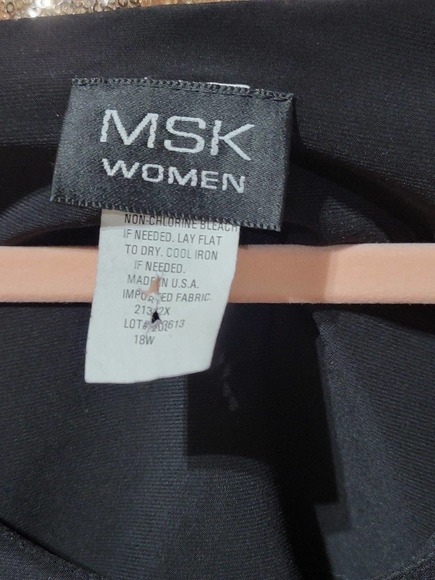 MSK
WOMEN
NON-CHLORINE BLEACH
IF NEEDED. LAY FLAT
TO DRY. COOL IRON
IF NEEDED.
MADE IN U.S.A.
IMPORTED FABRIC
18W